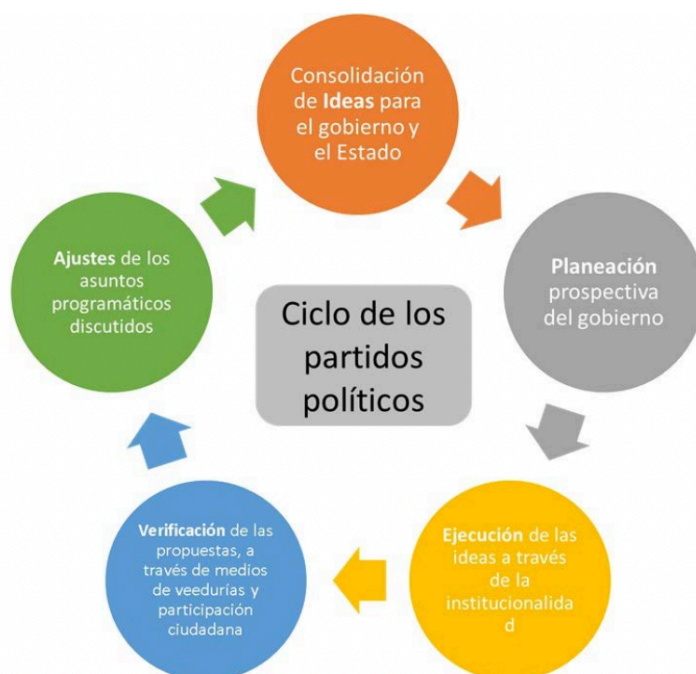 Consolidación
de Ideas para
el gobierno y
el Estado
Planeación
prospectiva
del gobierno
Ejecución de las
ideas a través
de la
institucionalida
d
Verificación de las
propuestas, a
través de medios
de veedurías y
participación
ciudadana
Ajustes de los
asuntos
programáticos
discutidos
Ciclo de los
partidos
políticos